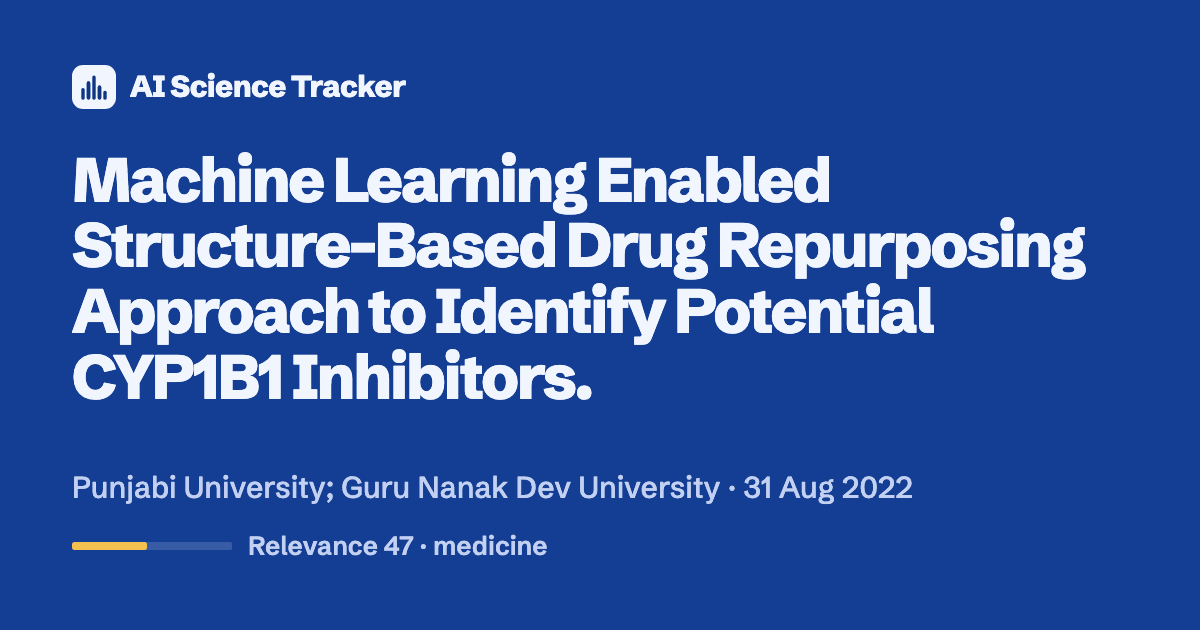 AI Science Tracker
Machine Learning Enabled
Structure-Based Drug Repurposing
Approach to Identify Potential
CYP1B1 Inhibitors.
Punjabi University; Guru Nanak Dev University · 31 Aug 2022
Relevance 47 · medicine